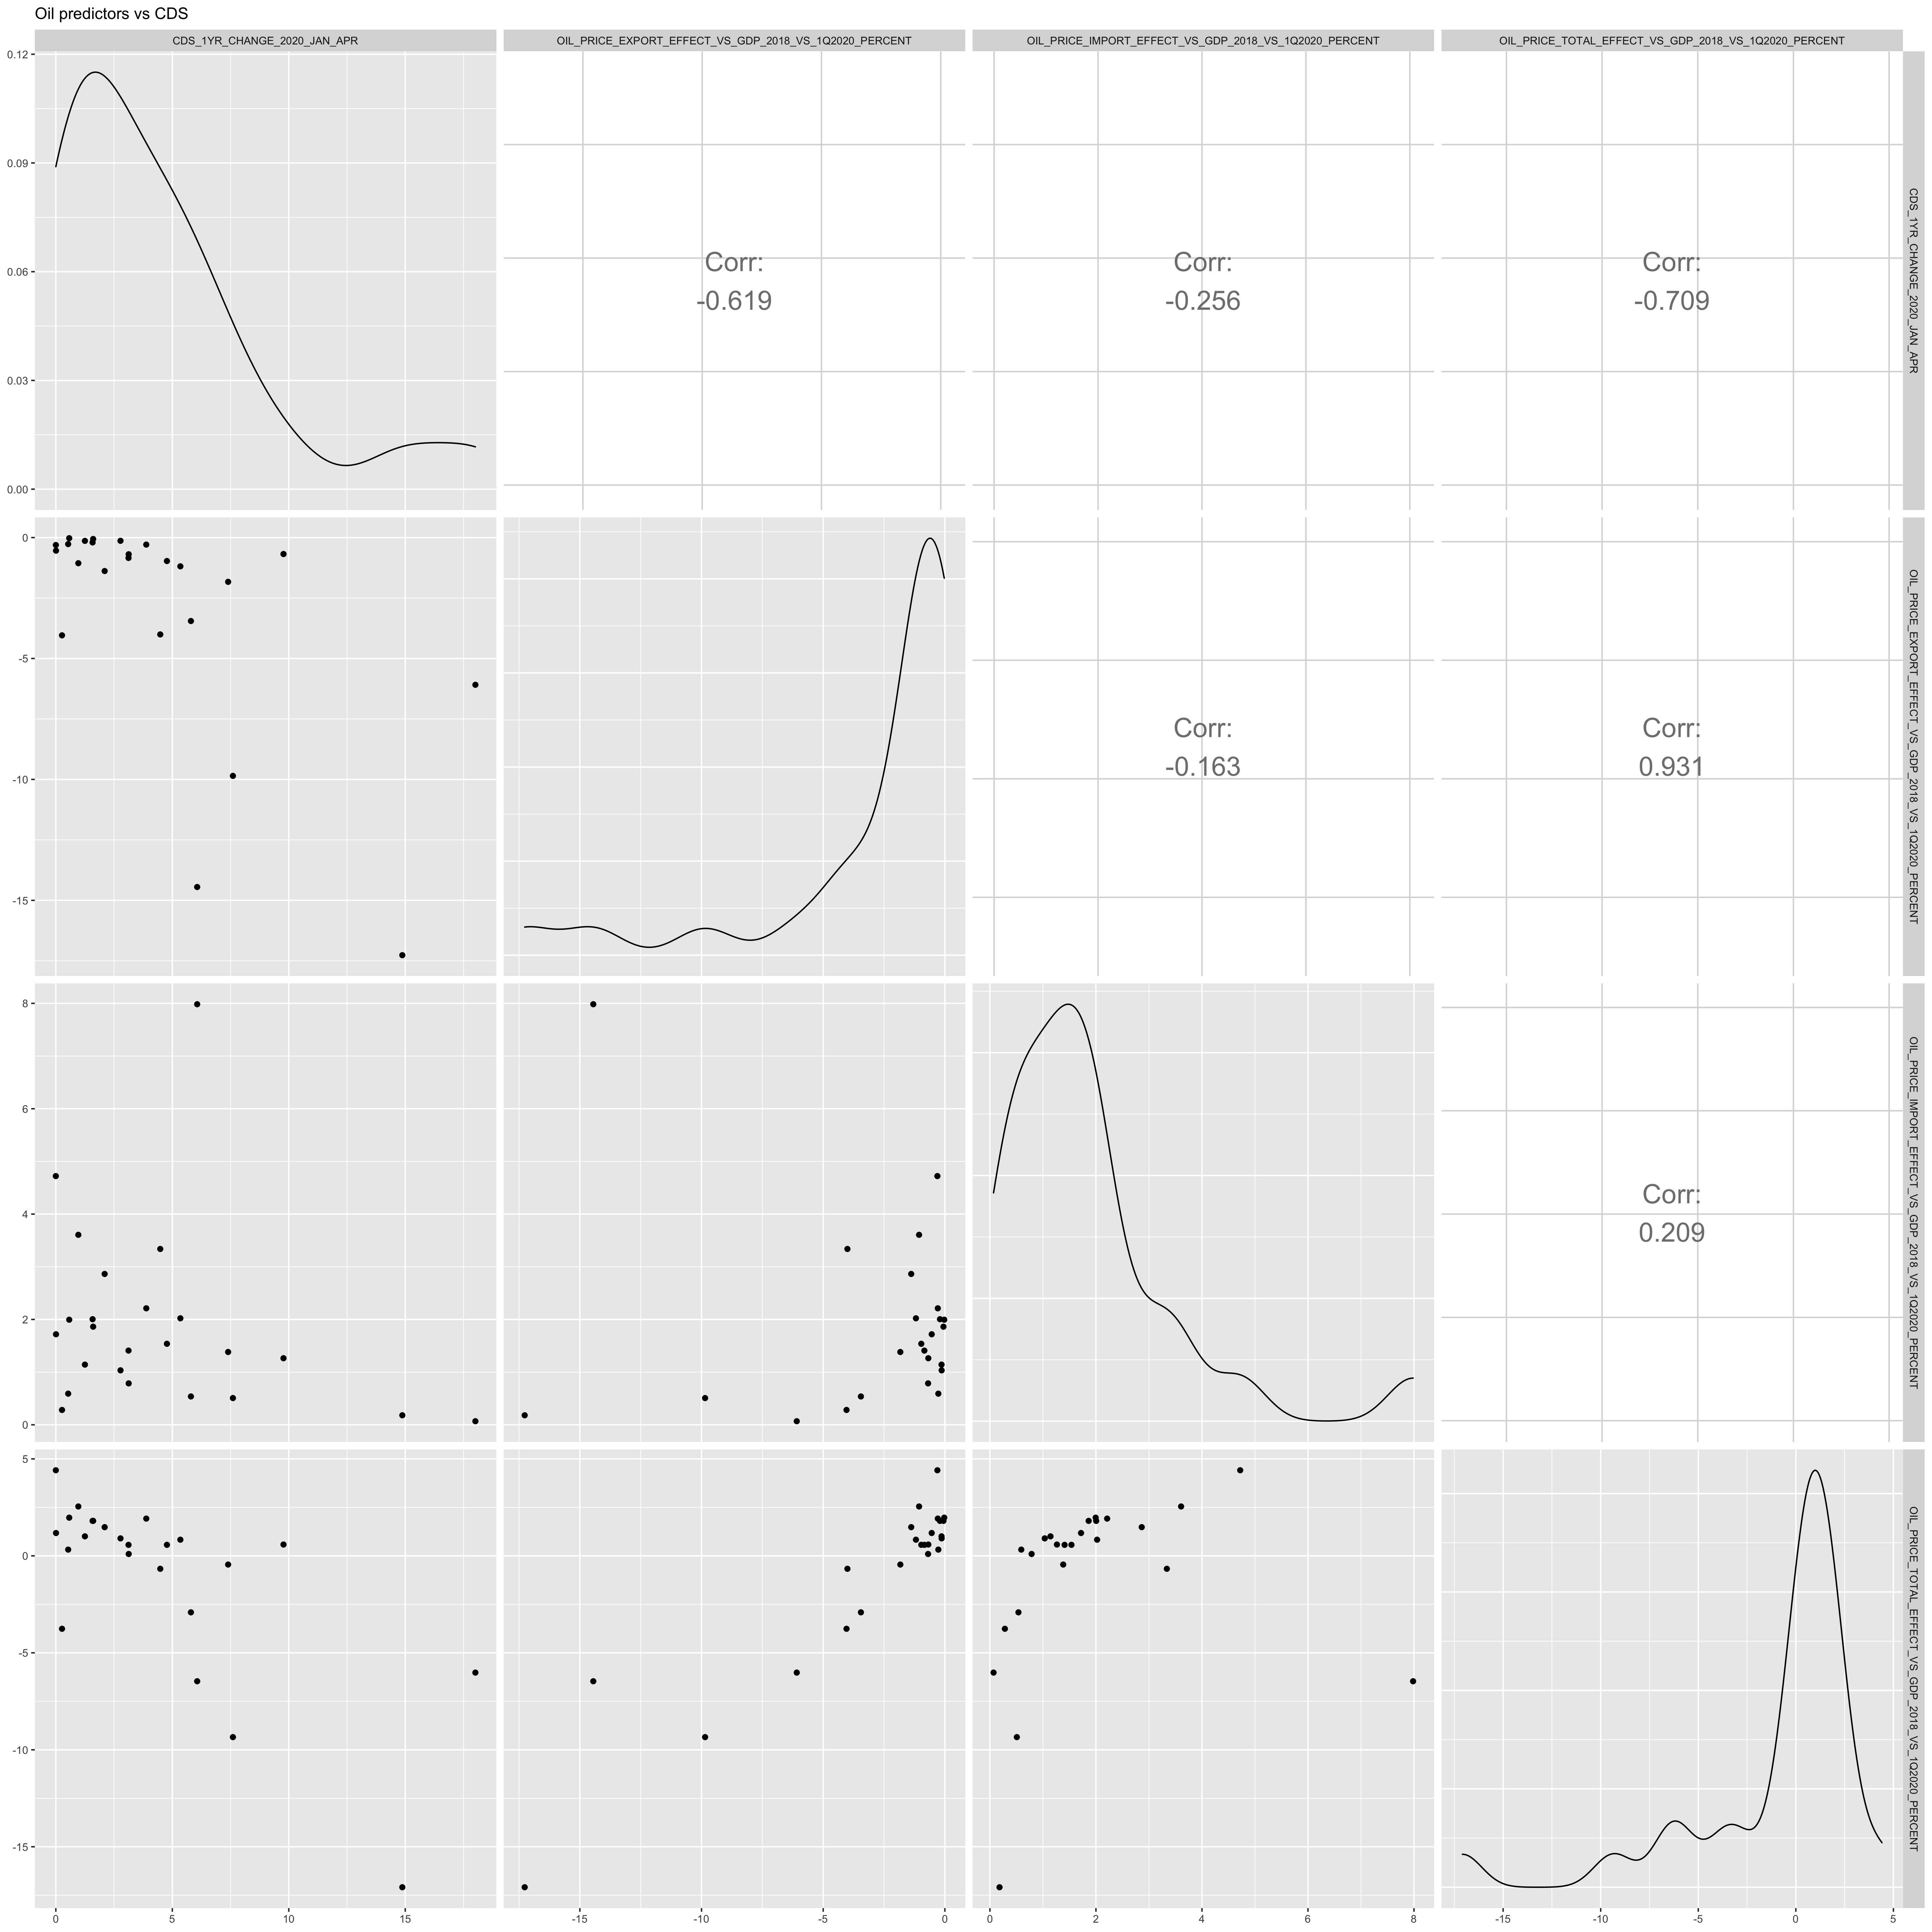 Oil predictors vs CDS
CDS_1YR_CHANGE_2020_JAN_APR
OIL_PRICE_EXPORT_EFFECT_VS_GDP_2018_VS_1Q2020_PERCENT
OIL_PRICE_IMPORT_EFFECT_VS_GDP_2018_VS_1Q2020_PERCENT
OIL_PRICE_TOTAL_EFFECT_VS_GDP_2018_VS_1Q2020_PERCENT
0.12
0.09
0.06
0.03
0.00
Corr:
-0.619
Corr:
-0.256
Corr:
-0.709
CDS_1YR_CHANGE_2020_JAN_APR
0
-5
-10
-15
Corr:
-0.163
Corr:
0.931
OIL_PRICE_EXPORT_EFFECT_VS_GDP_2018_VS_1Q2020_PERCENT
8
6
4
2
0
Corr:
0.209
OIL_PRICE_IMPORT_EFFECT_VS_GDP_2018_VS_1Q2020_PERCENT
5
0
-5
-10
-15
OIL_PRICE_TOTAL_EFFECT_VS_GDP_2018_VS_1Q2020_PERCENT
0 5 10 15
-15 -10 -5 0
0 2 4 6 8
-15 -10 -5 0 5